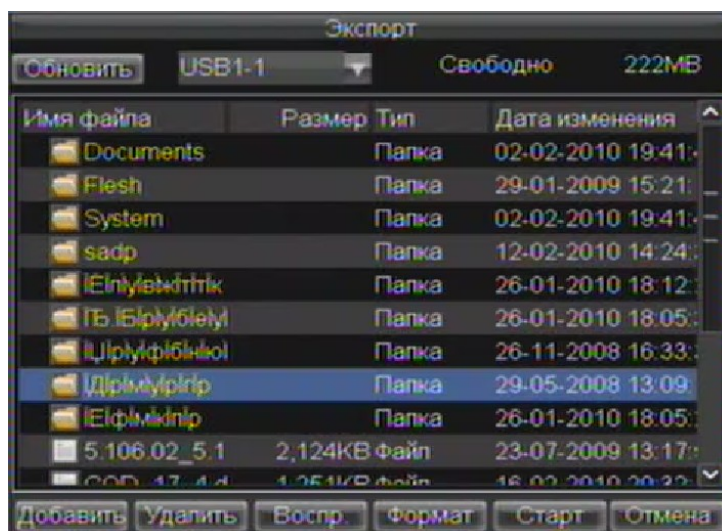 Экспорт
Обновить USB1-1 Свободно 222MB
Имя файла Размер Тип Дата изменения
Documents Папка 02-02-2010 19:41:
Flesh Папка 29-01-2009 15:21:
System Папка 02-02-2010 19:41:
sadp Папка 12-02-2010 14:24:
Папка 26-01-2010 18:12:
Папка 26-01-2010 18:05:
Папка 26-11-2008 16:33:
Папка 29-05-2008 13:09:
Папка 26-01-2010 18:05:
5.106.02_5.1 2,124KB Файл 23-07-2009 13:17:
Добавить Удалить Воспр. Формат Старт Отмена